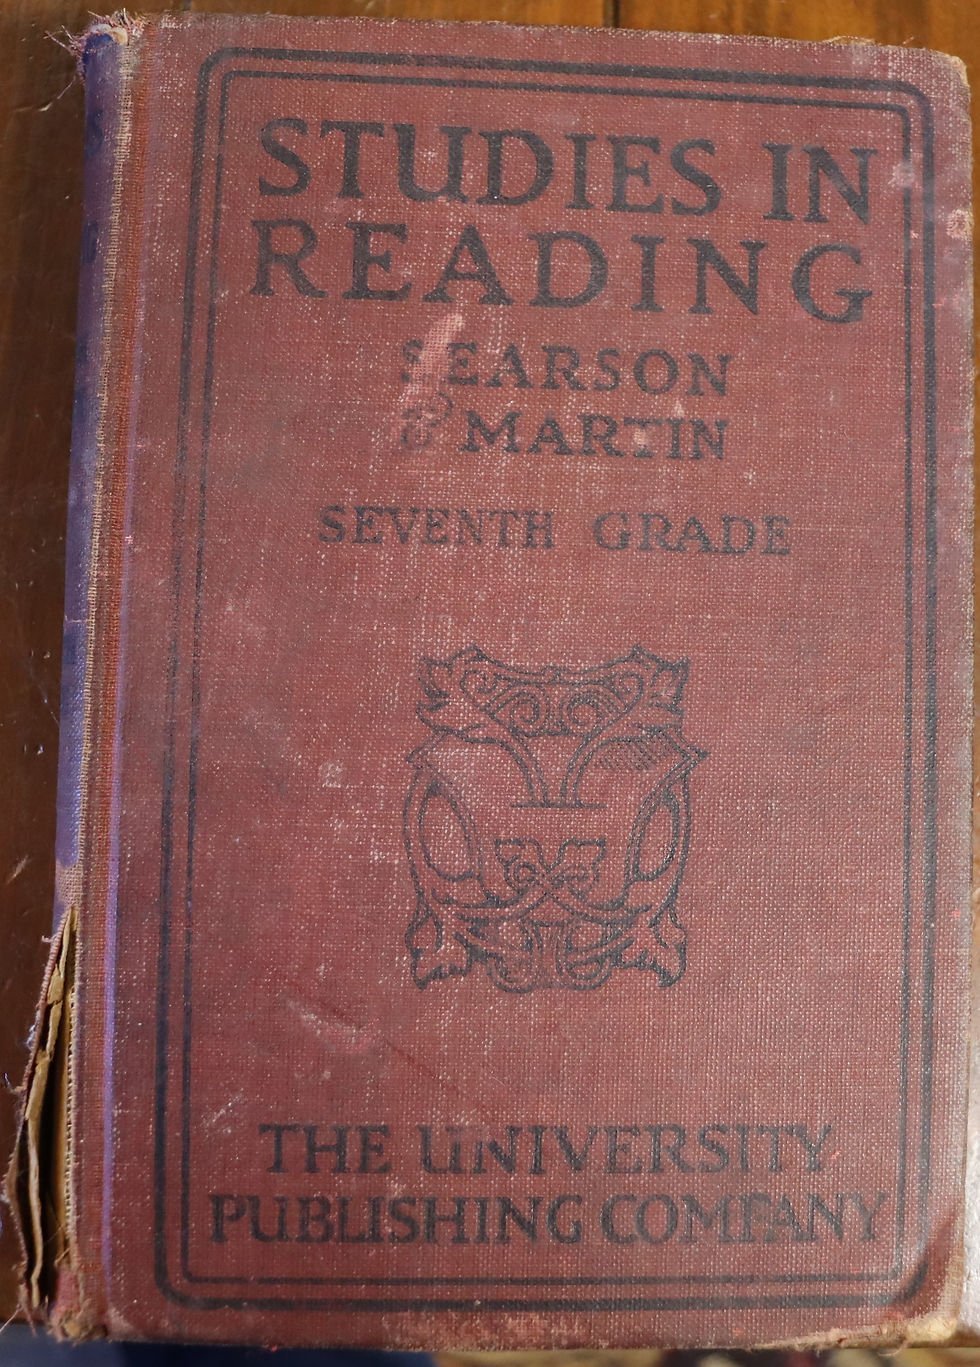 STUDIES IN
READING
SEARSON
& MARTIN
SEVENTH GRADE
THE UNIVERSITY
PUBLISHING COMPANY